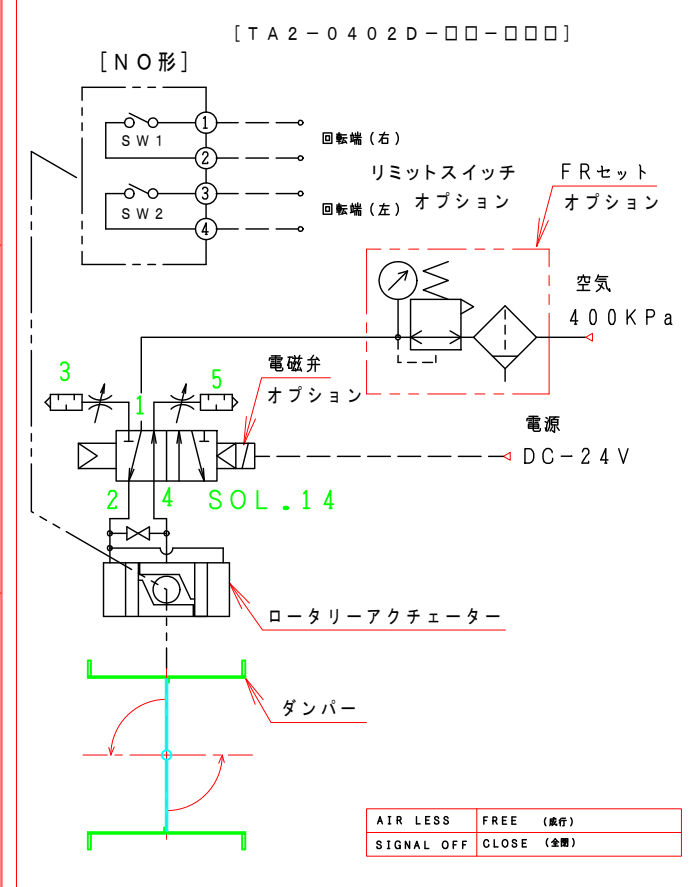 [TA2-0402D-□□-□□□]
[NO形]
SW1
1
2
回転端(右)
SW2
3
4
回転端(左)
リミットスイッチ
オプション
FRセット
オプション
空気
400KPa
電磁弁
オプション
3
1
5
電源
DC-24V
2
4
SOL.14
ロータリーアクチェーター
ダンパー
AIR LESS FREE (成行)
SIGNAL OFF CLOSE (全閉)